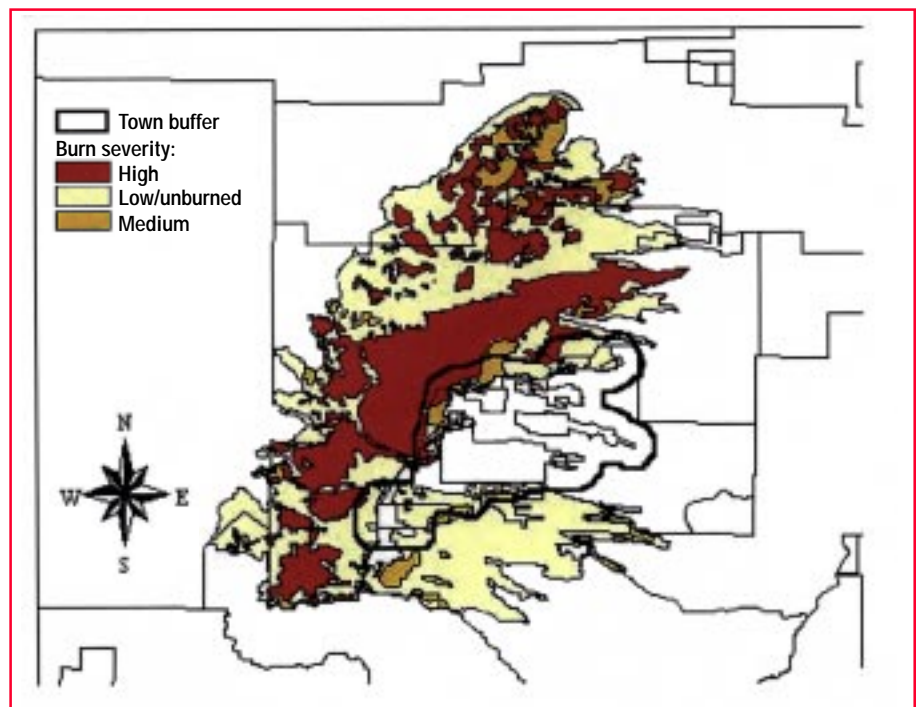 Town buffer
Burn severity:
High
Low/unburned
Medium
N
W E
S